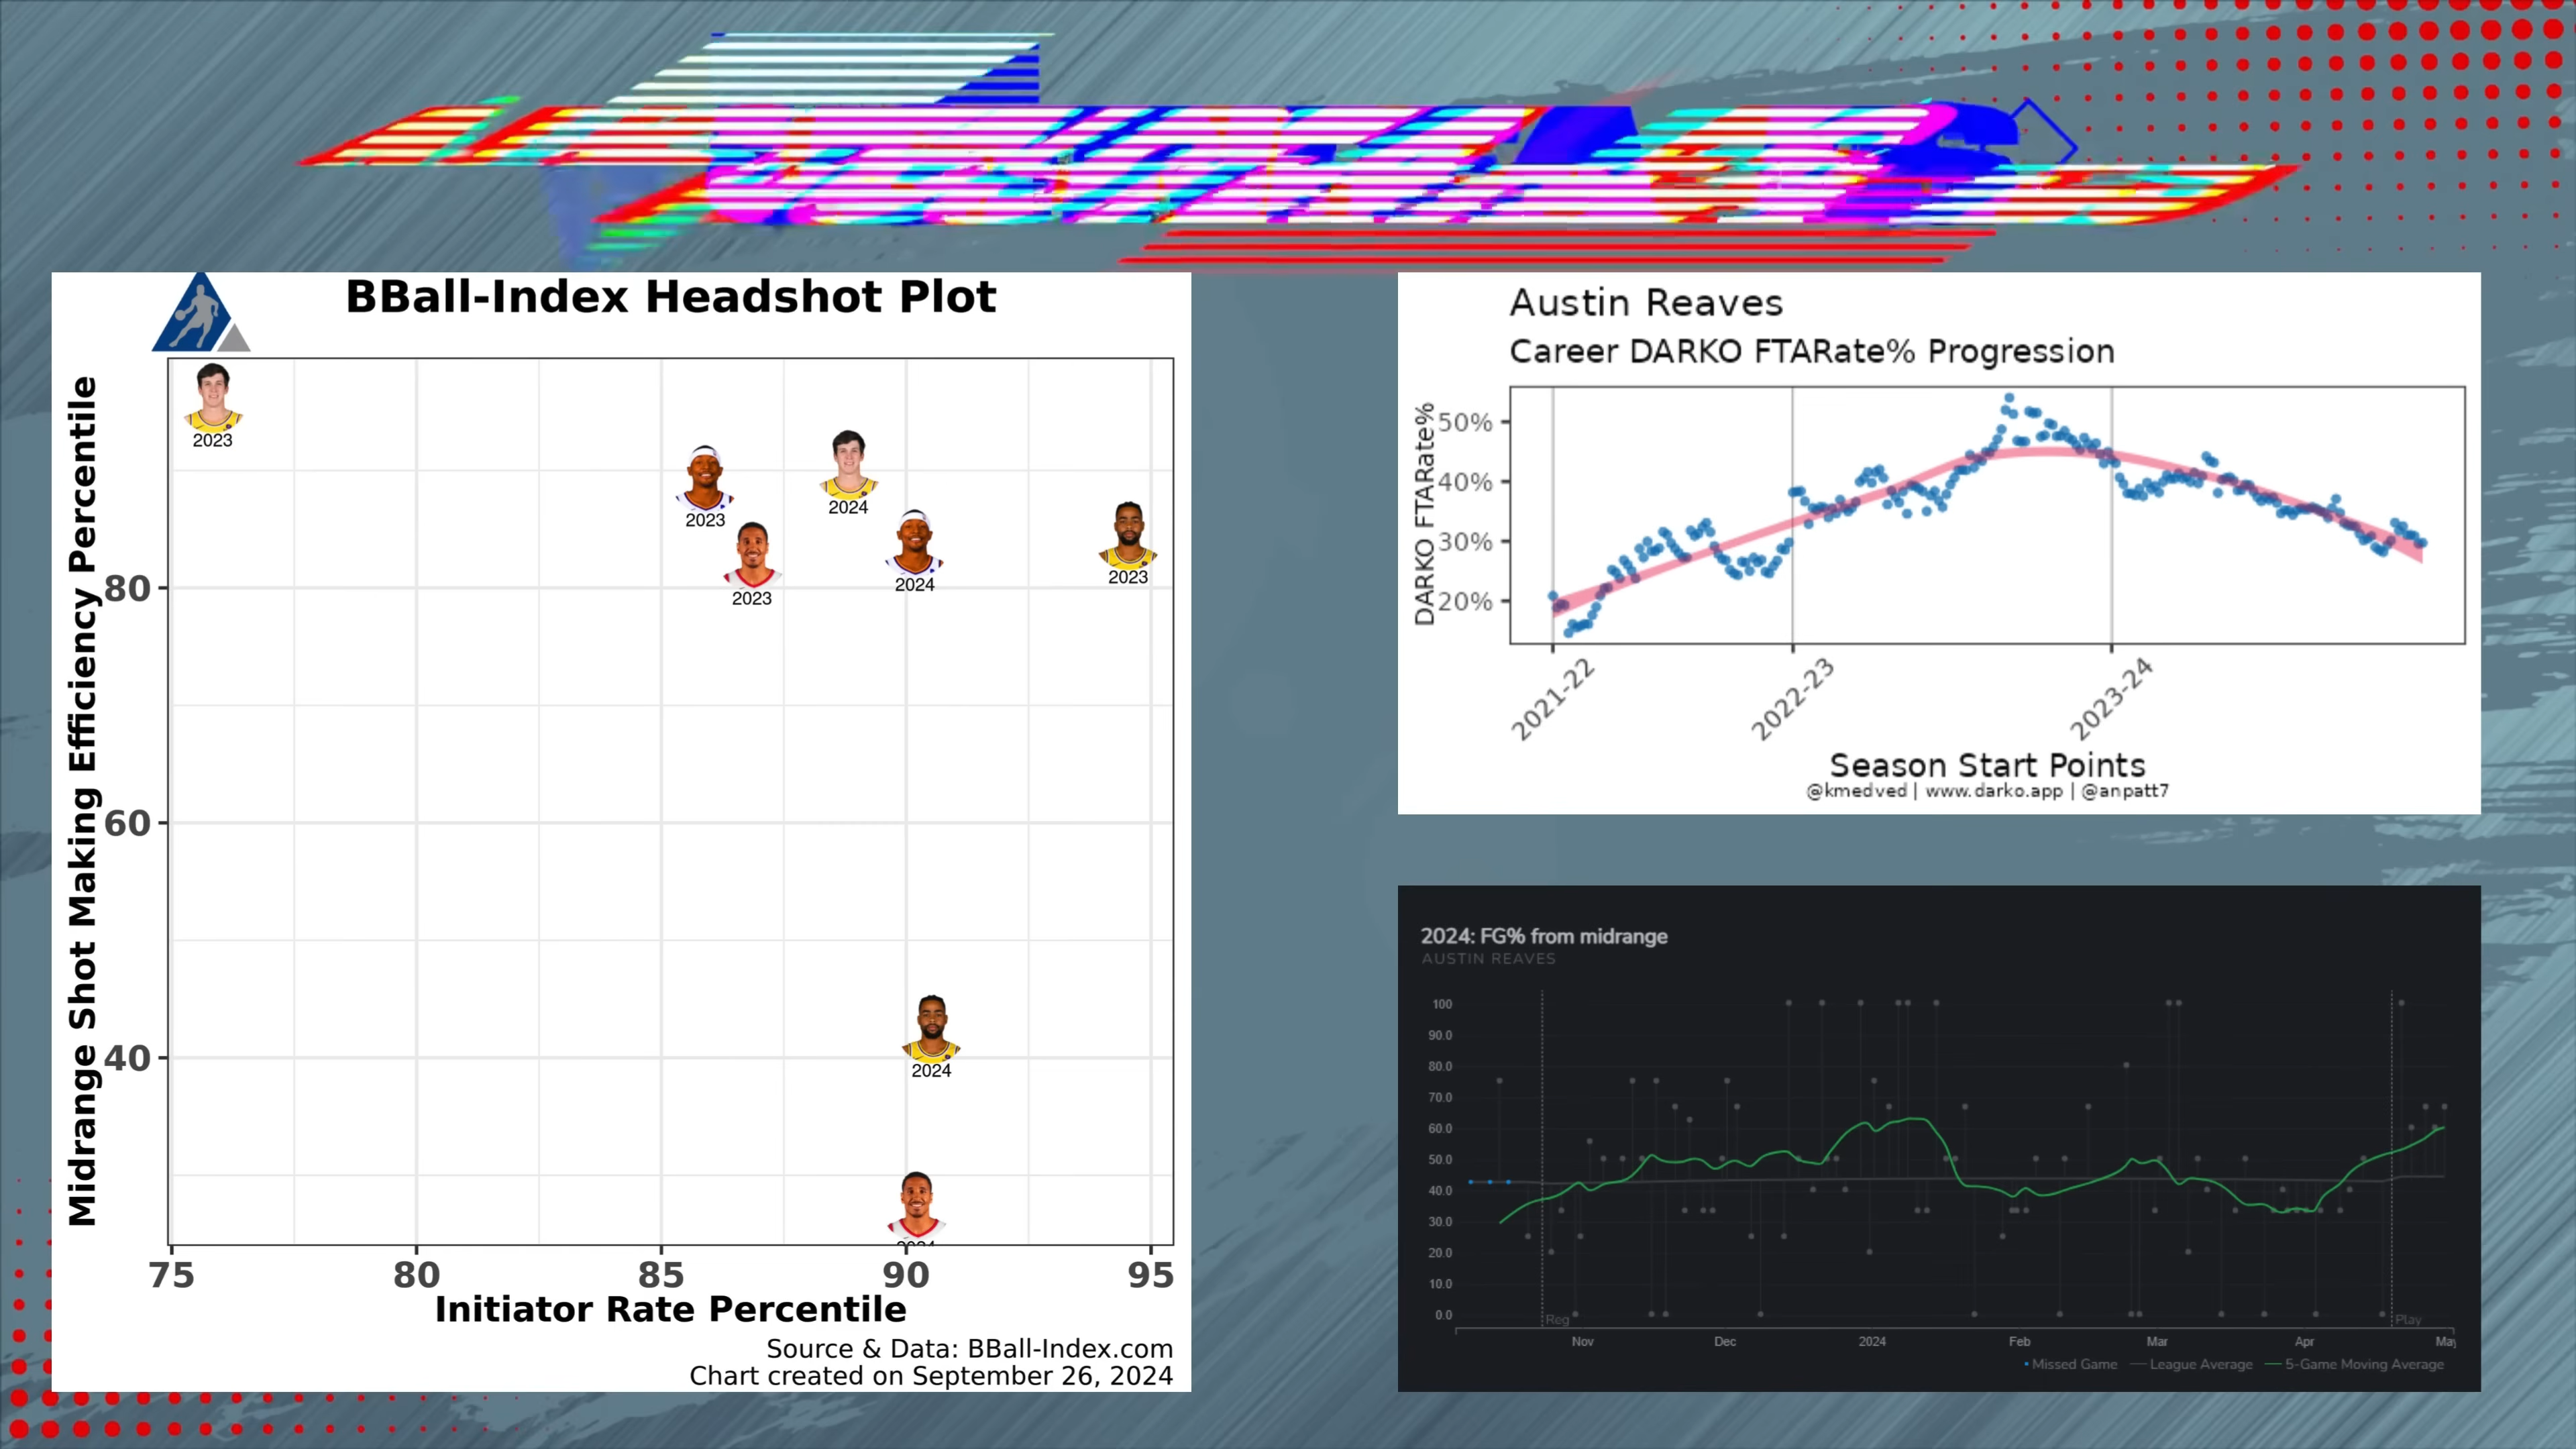 BBall-Index Headshot Plot
Midrange Shot Making Efficiency Percentile
80
60
40
2023
2023
2024
2023
2024
2023
2024
2024
75 80 85 90 95
Initiator Rate Percentile
Source & Data: BBall-Index.com
Chart created on September 26, 2024
Austin Reaves
Career DARKO FTARate% Progression
DARKO FTARate%
50%
40%
30%
20%
2021-22 2022-23 2023-24
Season Start Points
@kmedved | www.darko.app | @anpatt7
2024: FG% from midrange
AUSTIN REAVES
100
90.0
80.0
70.0
60.0
50.0
40.0
30.0
20.0
10.0
0.0
Reg Play
Nov Dec 2024 Feb Mar Apr May
Missed Game League Average 5-Game Moving Average